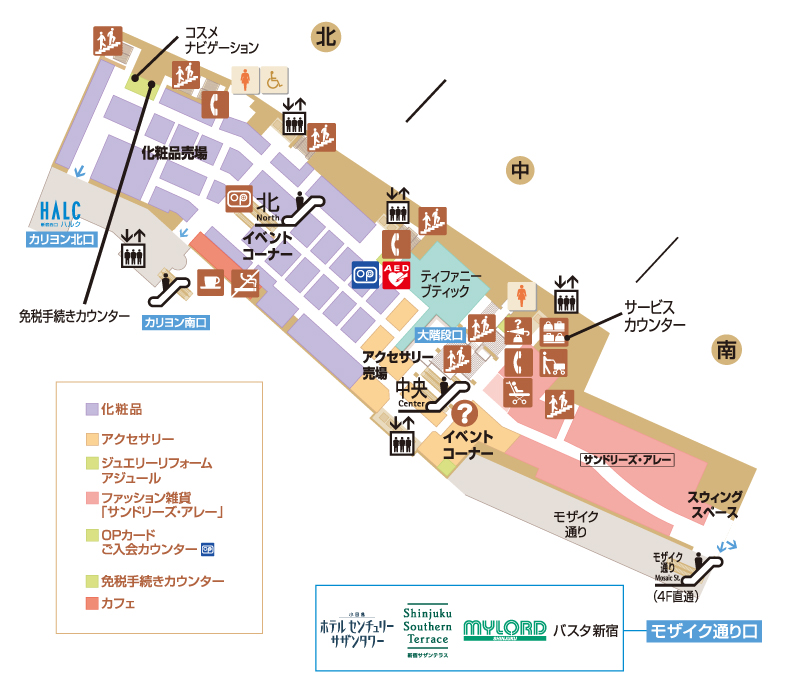 コスメ
ナビゲーション
北
化粧品売場
中
HALC
新宿西口 ハルク
カリヨン北口
OP
北
North
イベント
コーナー
免税手続きカウンター
カリヨン南口
OP
AED
ティファニー
ブティック
大階段口
サービス
カウンター
南
アクセサリー
売場
中央
Center
?
?
イベント
コーナー
サンドリーズ・アレー
スウィング
スペース
モザイク
通り
モザイク
通り
Mosaic St.
(4F直通)
化粧品
アクセサリー
ジュエリーリフォーム
アジュール
ファッション雑貨
「サンドリーズ・アレー」
OPカード
ご入会カウンター OP
免税手続きカウンター
カフェ
小田急
ホテルセンチュリー
サザンタワー
Shinjuku
Southern
Terrace
新宿サザンテラス
MYLORD
SHINJUKU
バスタ新宿
モザイク通り口